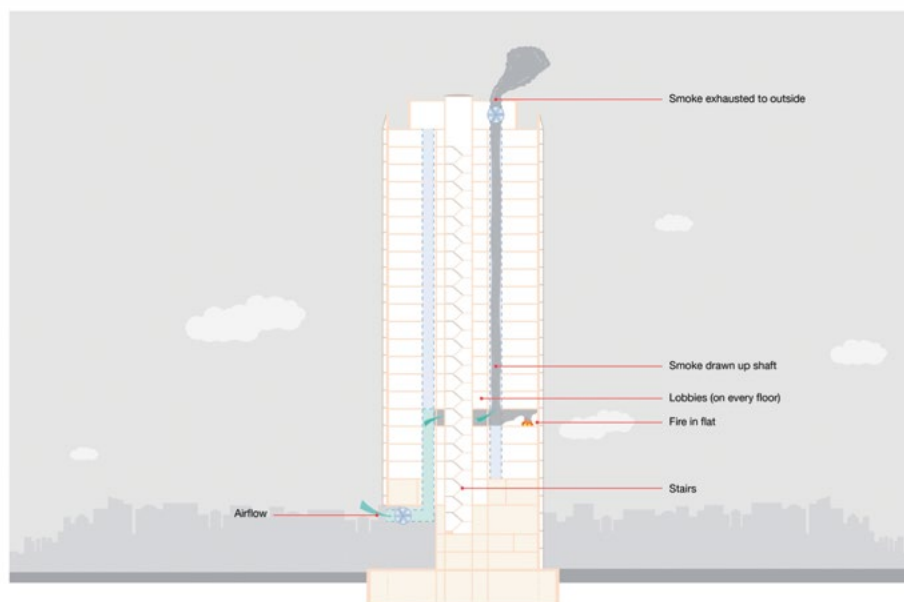 Smoke exhausted to outside
Smoke drawn up shaft
Lobbies (on every floor)
Fire in flat
Stairs
Airflow